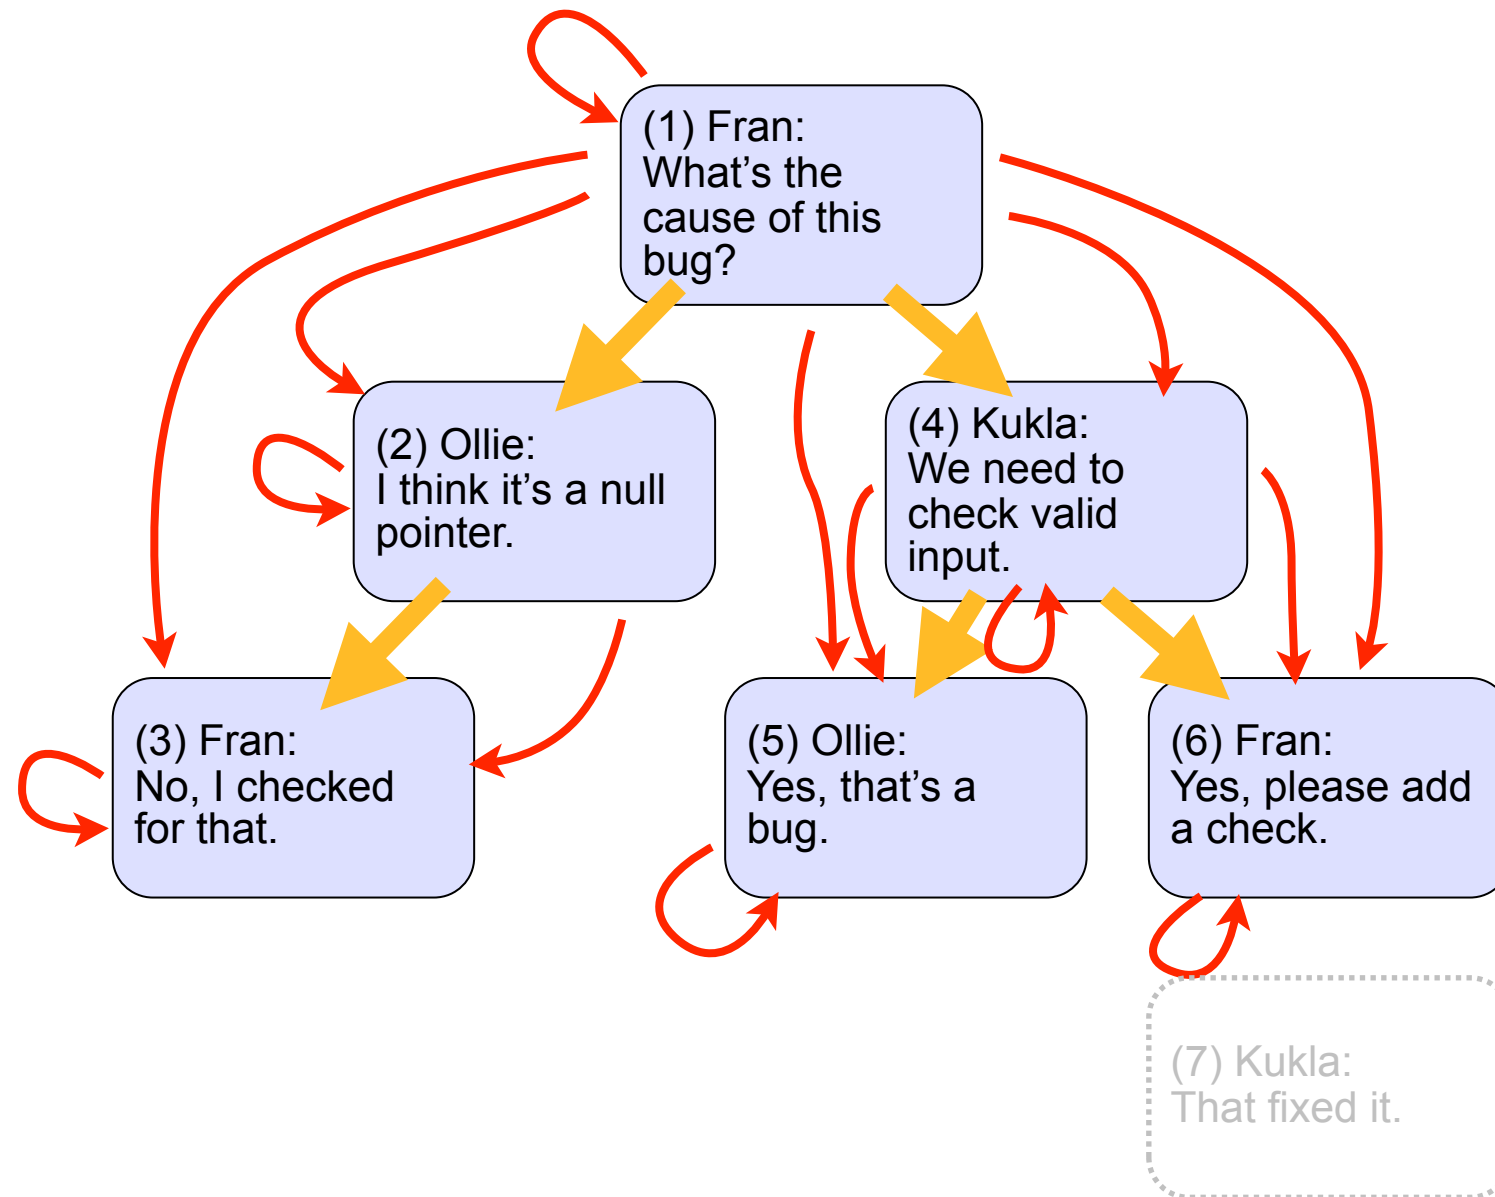 (1) Fran:
What’s the
cause of this
bug?
(2) Ollie:
I think it’s a null
pointer.
(4) Kukla:
We need to
check valid
input.
(3) Fran:
No, I checked
for that.
(5) Ollie:
Yes, that’s a
bug.
(6) Fran:
Yes, please add
a check.
(7) Kukla:
That fixed it.